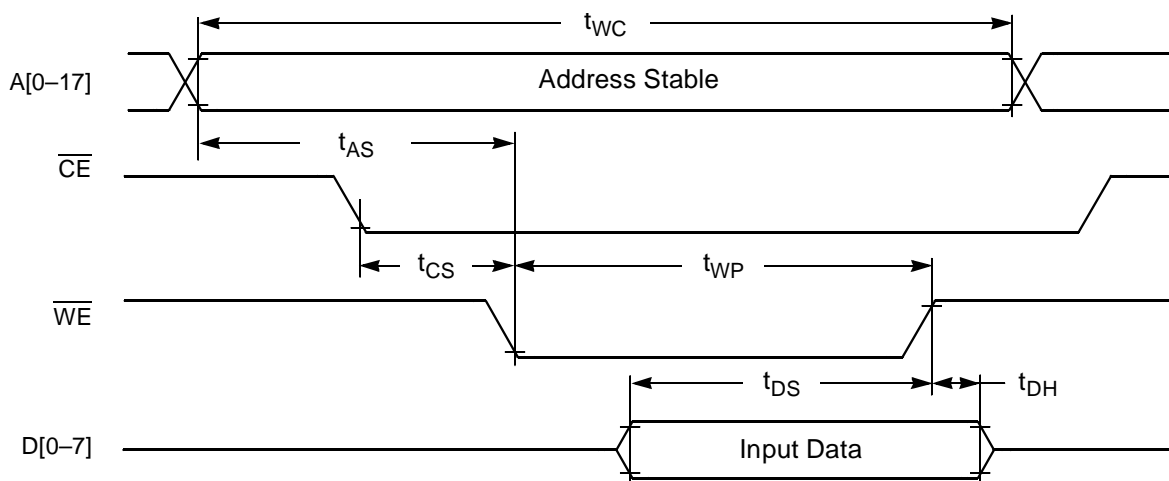 tWC
A[0–17]
Address Stable
tAS
CE
tCS
tWP
WE
tDS
tDH
D[0–7]
Input Data